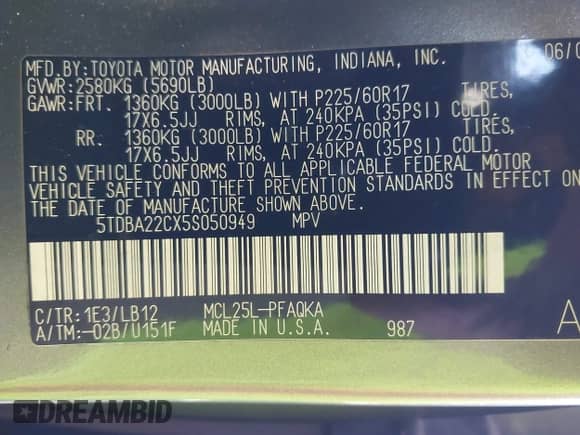 MFD.BY:TOYOTA MOTOR MANUFACTURING, INDIANA, INC. 06/0
GVWR:2580KG (5690LB)
GAWR:FRT. 1360KG (3000LB) WITH P225/60R17 TIRES,
17X6.5JJ RIMS, AT 240KPA (35PSI) COLD.
RR. 1360KG (3000LB) WITH P225/60R17 TIRES,
17X6.5JJ RIMS, AT 240KPA (35PSI) COLD.
THIS VEHICLE CONFORMS TO ALL APPLICABLE FEDERAL MOTOR
VEHICLE SAFETY AND THEFT PREVENTION STANDARDS IN EFFECT ON
THE DATE OF MANUFACTURE SHOWN ABOVE.
5TDBA22CX5S050949 MPV
C/TR:1E3/LB12 MCL25L-PFAQKA
A/TM:-02B/U151F MADE IN U.S.A. 987 A
DREAMBID